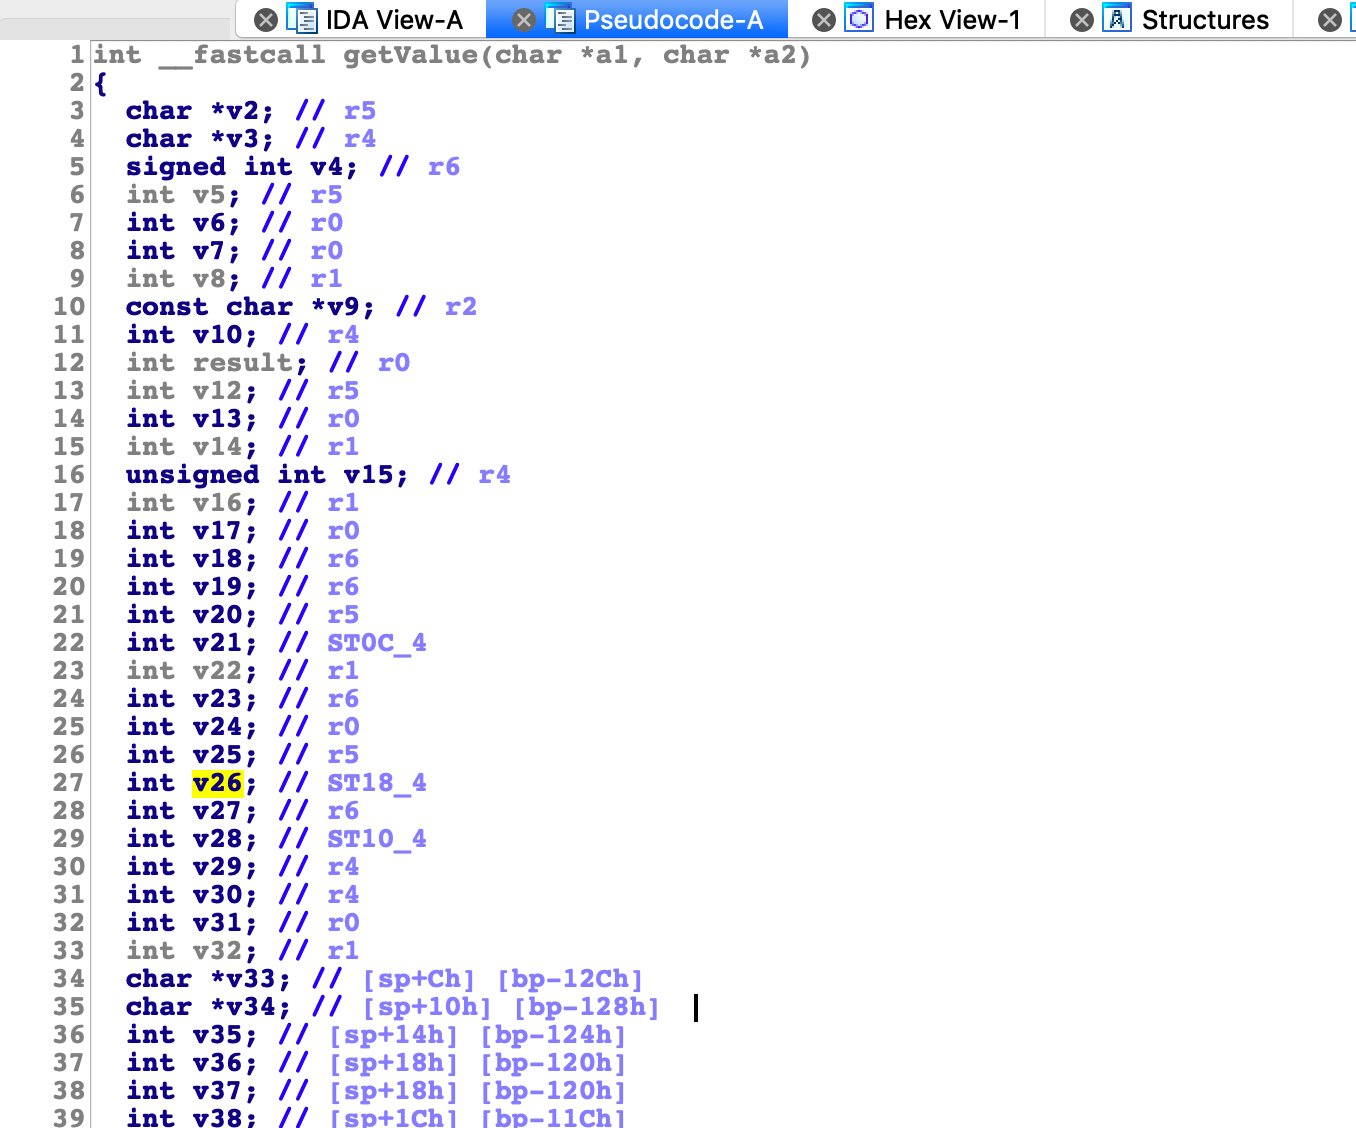 IDA View-A Pseudocode-A Hex View-1 Structures
1 int __fastcall getValue(char *a1, char *a2)
2 {
3 char *v2; // r5
4 char *v3; // r4
5 signed int v4; // r6
6 int v5; // r5
7 int v6; // r0
8 int v7; // r0
9 int v8; // r1
10 const char *v9; // r2
11 int v10; // r4
12 int result; // r0
13 int v12; // r5
14 int v13; // r0
15 int v14; // r1
16 unsigned int v15; // r4
17 int v16; // r1
18 int v17; // r0
19 int v18; // r6
20 int v19; // r6
21 int v20; // r5
22 int v21; // ST0C_4
23 int v22; // r1
24 int v23; // r6
25 int v24; // r0
26 int v25; // r5
27 int v26; // ST18_4
28 int v27; // r6
29 int v28; // ST10_4
30 int v29; // r4
31 int v30; // r4
32 int v31; // r0
33 int v32; // r1
34 char *v33; // [sp+Ch] [bp-12Ch]
35 char *v34; // [sp+10h] [bp-128h]
36 int v35; // [sp+14h] [bp-124h]
37 int v36; // [sp+18h] [bp-120h]
38 int v37; // [sp+18h] [bp-120h]
39 int v38; // [sp+1Ch] [bp-11Ch]